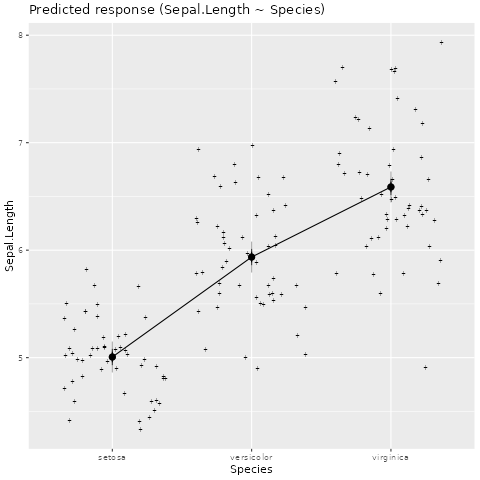 Predicted response (Sepal.Length ~ Species)
8
7
6
5
Sepal.Length
setosa
versicolor
virginica
Species